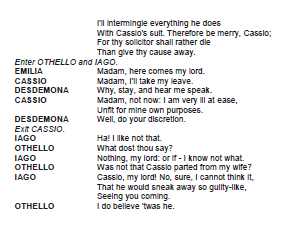 I'll intermingle everything he does
With Cassio's suit. Therefore be merry, Cassio;
For thy solicitor shall rather die
Than give thy cause away.
Enter OTHELLO and IAGO.
EMILIA Madam, here comes my lord.
CASSIO Madam, I'll take my leave.
DESDEMONA Why, stay, and hear me speak.
CASSIO Madam, not now: I am very ill at ease,
Unfit for mine own purposes.
DESDEMONA Well, do your discretion.
Exit CASSIO.
IAGO Ha! I like not that.
OTHELLO What dost thou say?
IAGO Nothing, my lord: or if - I know not what.
OTHELLO Was not that Cassio parted from my wife?
IAGO Cassio, my lord! No, sure, I cannot think it,
That he would sneak away so guilty-like,
Seeing you coming.
OTHELLO I do believe 'twas he.